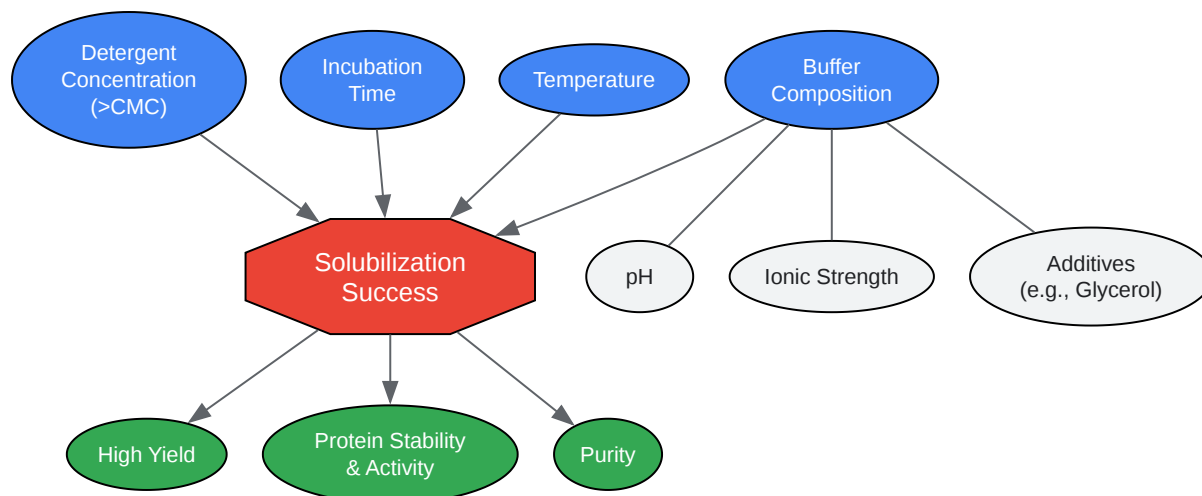 Detergent
Concentration
(>CMC)
Incubation
Time
Temperature
Buffer
Composition
Solubilization
Success
pH
Ionic Strength
Additives
(e.g., Glycerol)
High Yield
Protein Stability
& Activity
Purity